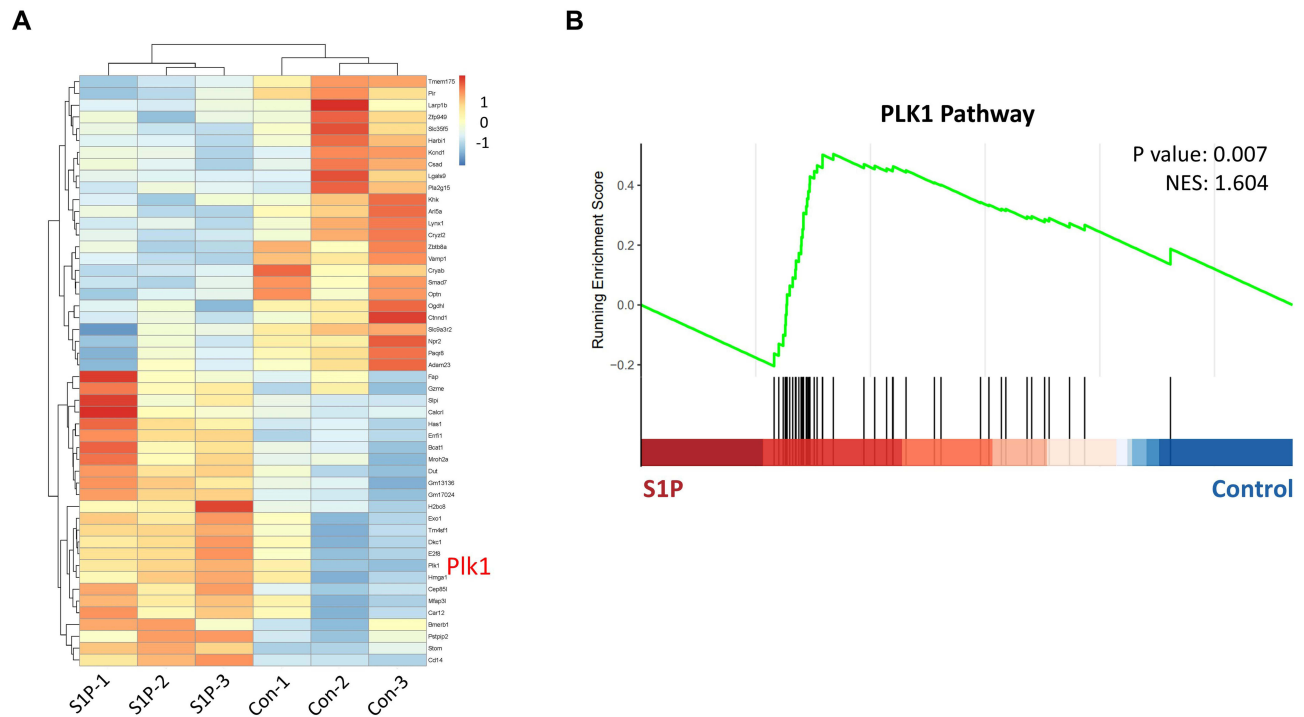 A
B
1
0
-1
Tmem175
Pir
Larp1b
Zfp949
Slc35f5
Harbi1
Kcnd1
Csad
Lgals9
Pla2g15
Khk
Arl5a
Lynx1
Cryzl2
Zbtb8a
Vamp1
Cryab
Smad7
Optn
Ogdhl
Ctnnd1
Slc9a3r2
Npr2
Paqr8
Adam23
Fap
Gzme
Slpi
Calcrl
Has1
Errfi1
Bcat1
Mroh2a
Dut
Gm13136
Gm17024
H2bc8
Exo1
Tm4sf1
Dkc1
E2f8
Plk1
Plk1
Hmga1
Cep85l
Mfap3l
Car12
Bmerb1
Pstpip2
Stom
Cd14
S1P-1
S1P-2
S1P-3
Con-1
Con-2
Con-3
PLK1 Pathway
P value: 0.007
NES: 1.604
Running Enrichment Score
0.4
0.2
0.0
−0.2
S1P
Control